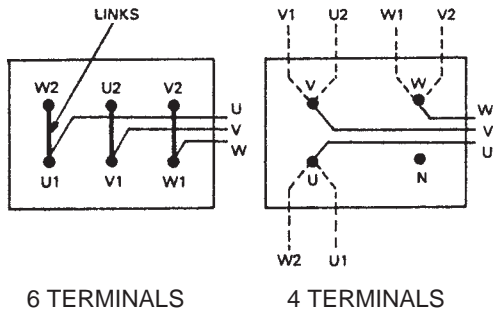 LINKS
W2 U2 V2
U
V
W
U1 V1 W1
6 TERMINALS
V1 U2 W1 V2
V W
W
V
U
U N
W2 U1
4 TERMINALS